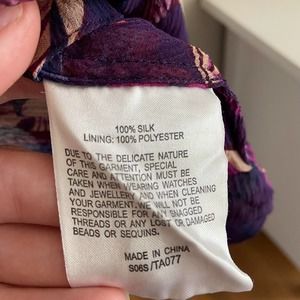 100% SILK
LINING: 100% POLYESTER
DUE TO THE DELICATE NATURE
OF THIS GARMENT, SPECIAL
CARE AND ATTENTION MUST BE
TAKEN WHEN WEARING WATCHES
AND JEWELLERY, AND WHEN CLEANING
YOUR GARMENT. WE WILL NOT BE
RESPONSIBLE FOR ANY SNAGGED
THREADS OR ANY LOST OR DAMAGED
BEADS OR SEQUINS.
MADE IN CHINA
S06S/TA077